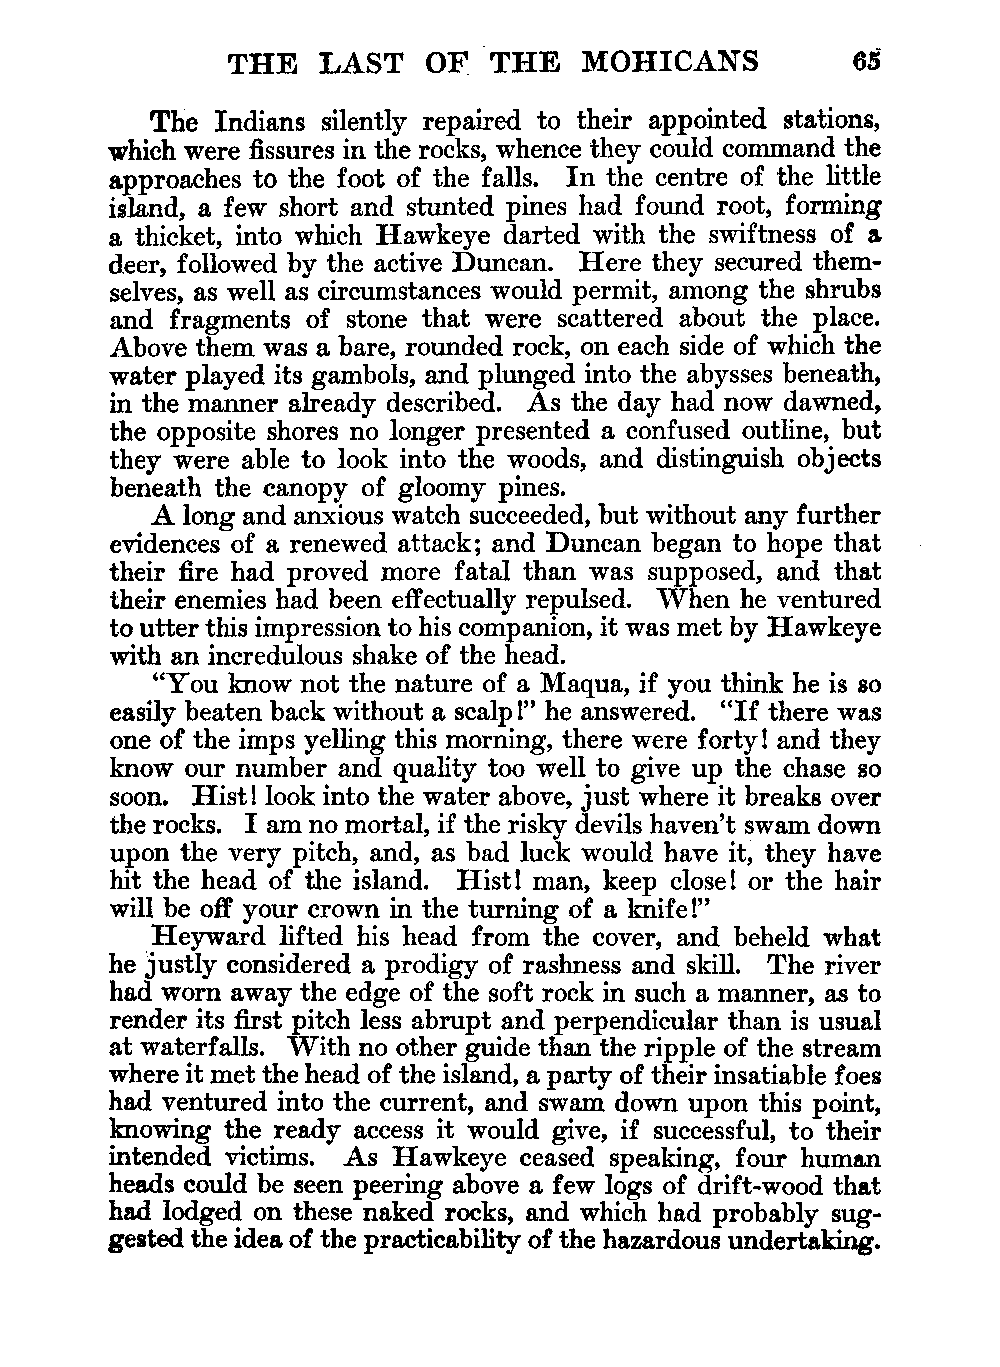 THE LAST OF THE MOHICANS 65
The Indians silently repaired to their appointed stations,
which were fissures in the rocks, whence they could command the
approaches to the foot of the falls. In the centre of the little
island, a few short and stunted pines had found root, forming
a thicket, into which Hawkeye darted with the swiftness of a
deer, followed by the active Duncan. Here they secured them-
selves, as well as circumstances would permit, among the shrubs
and fragments of stone that were scattered about the place.
Above them was a bare, rounded rock, on each side of which the
water played its gambols, and plunged into the abysses beneath,
in the manner already described. As the day had now dawned,
the opposite shores no longer presented a confused outline, but
they were able to look into the woods, and distinguish objects
beneath the canopy of gloomy pines.
A long and anxious watch succeeded, but without any further
evidences of a renewed attack; and Duncan began to hope that
their fire had proved more fatal than was supposed, and that
their enemies had been effectually repulsed. When he ventured
to utter this impression to his companion, it was met by Hawkeye
with an incredulous shake of the head.
"You know not the nature of a Maqua, if you think he is so
easily beaten back without a scalp!" he answered. "If there was
one of the imps yelling this morning, there were forty! and they
know our number and quality too well to give up the chase so
soon. Hist! look into the water above, just where it breaks over
the rocks. I am no mortal, if the risky devils haven't swam down
upon the very pitch, and, as bad luck would have it, they have
hit the head of the island. Hist! man, keep close! or the hair
will be off your crown in the turning of a knife!"
Heyward lifted his head from the cover, and beheld what
he justly considered a prodigy of rashness and skill. The river
had worn away the edge of the soft rock in such a manner, as to
render its first pitch less abrupt and perpendicular than is usual
at waterfalls. With no other guide than the ripple of the stream
where it met the head of the island, a party of their insatiable foes
had ventured into the current, and swam down upon this point,
knowing the ready access it would give, if successful, to their
intended victims. As Hawkeye ceased speaking, four human
heads could be seen peering above a few logs of drift-wood that
had lodged on these naked rocks, and which had probably sug-
gested the idea of the practicability of the hazardous undertaking.